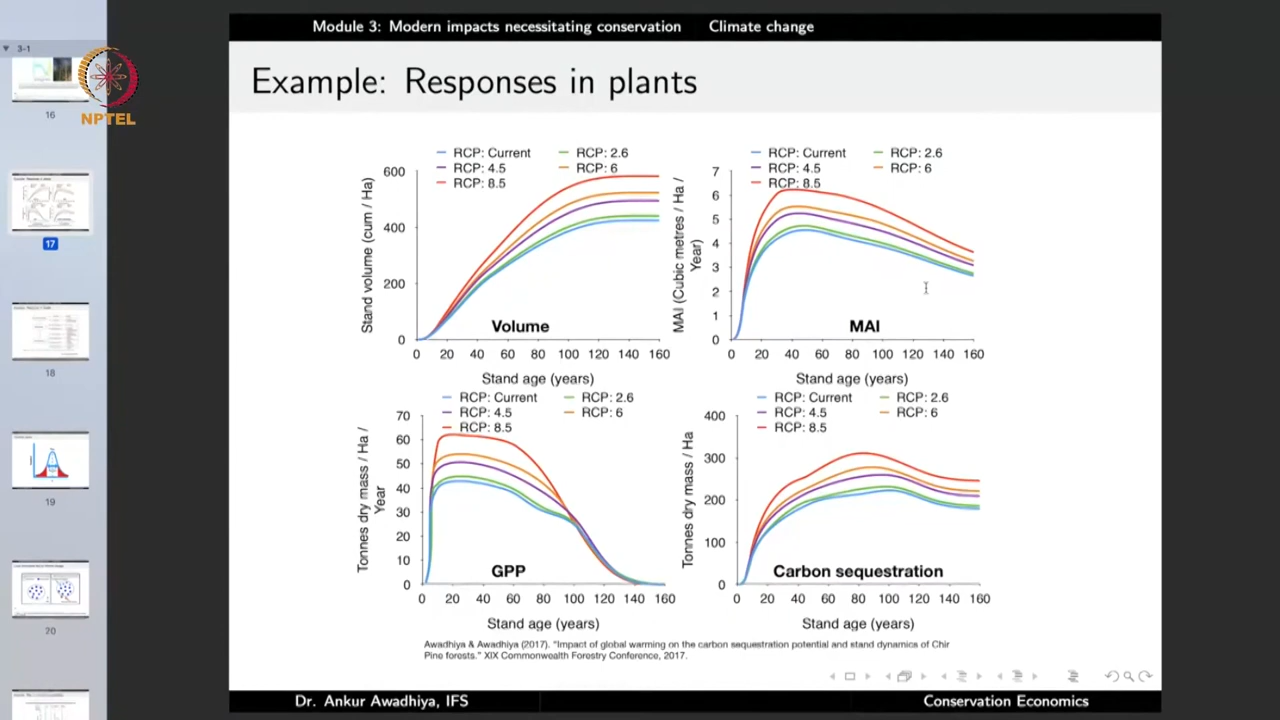 Module 3: Modern impacts necessitating conservation Climate change
3-1
NPTEL
16
17
18
19
20
Example: Responses in plants
RCP: Current RCP: 2.6
RCP: 4.5 RCP: 6
RCP: 8.5
Stand volume (cum / Ha)
600
400
200
0
Volume
0 20 40 60 80 100 120 140 160
Stand age (years)
RCP: Current RCP: 2.6
RCP: 4.5 RCP: 6
RCP: 8.5
MAI (Cubic metres / Ha /
Year)
7
6
5
4
3
2
1
0
MAI
0 20 40 60 80 100 120 140 160
Stand age (years)
RCP: Current RCP: 2.6
RCP: 4.5 RCP: 6
RCP: 8.5
Tonnes dry mass / Ha /
Year
70
60
50
40
30
20
10
0
GPP
0 20 40 60 80 100 120 140 160
Stand age (years)
RCP: Current RCP: 2.6
RCP: 4.5 RCP: 6
RCP: 8.5
Tonnes dry mass / Ha
400
300
200
100
0
Carbon sequestration
0 20 40 60 80 100 120 140 160
Stand age (years)
Awadhiya & Awadhiya (2017). "Impact of global warming on the carbon sequestration potential and stand dynamics of Chir
Pine forests." XIX Commonwealth Forestry Conference, 2017.
Dr. Ankur Awadhiya, IFS Conservation Economics